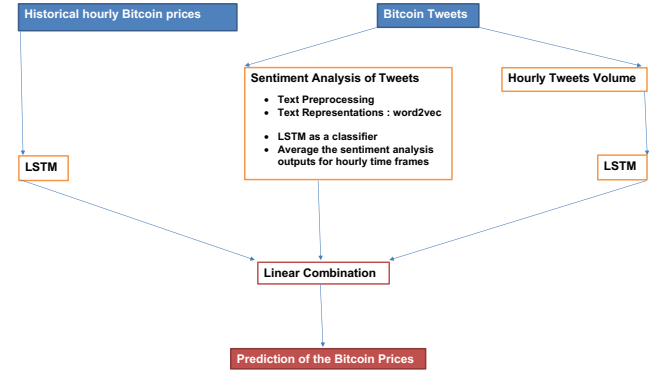 Historical hourly Bitcoin prices
Bitcoin Tweets
Sentiment Analysis of Tweets
• Text Preprocessing
• Text Representations : word2vec
• LSTM as a classifier
• Average the sentiment analysis
outputs for hourly time frames
Hourly Tweets Volume
LSTM
LSTM
Linear Combination
Prediction of the Bitcoin Prices